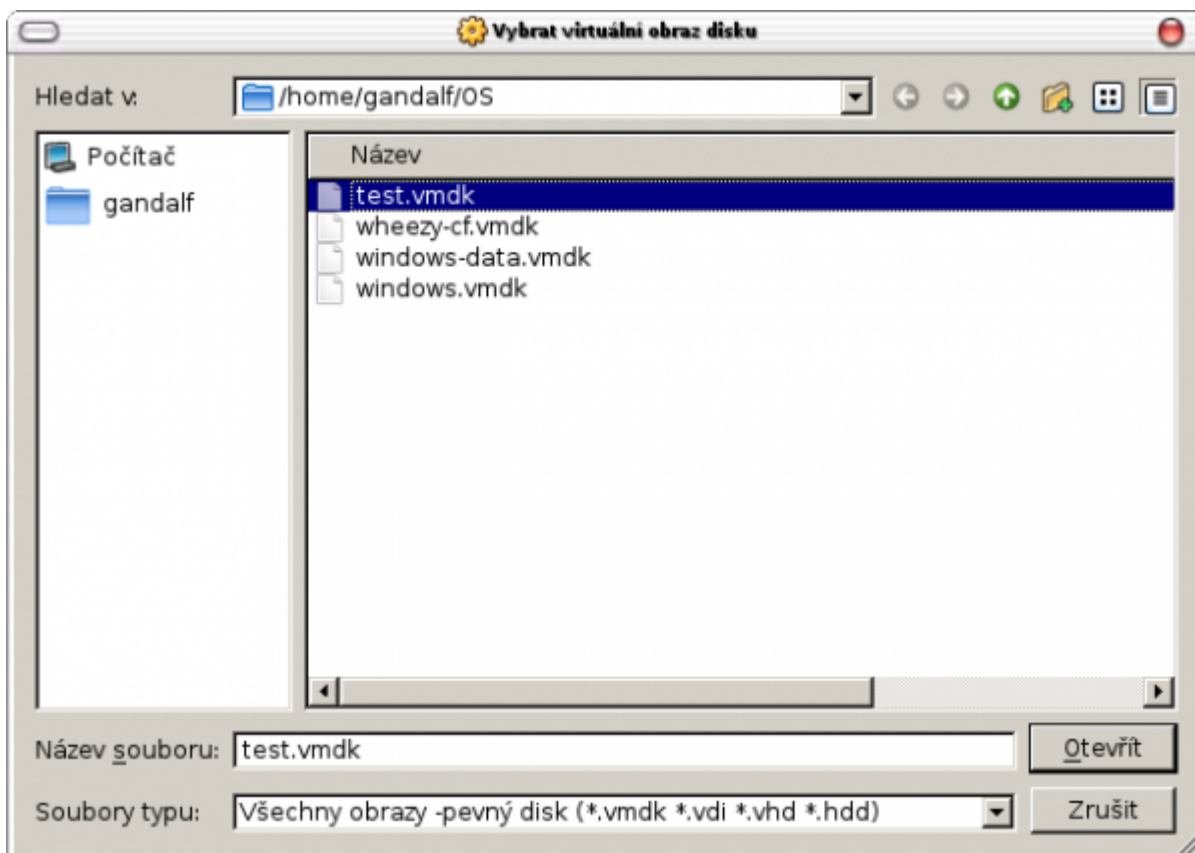 Vybrat virtuální obraz disku
Hledat v:
/home/gandalf/OS
Počítač
gandalf
Název
test.vmdk
wheezy-cf.vmdk
windows-data.vmdk
windows.vmdk
Název souboru: test.vmdk Otevřít
Soubory typu: Všechny obrazy -pevný disk (*.vmdk *.vdi *.vhd *.hdd) Zrušit